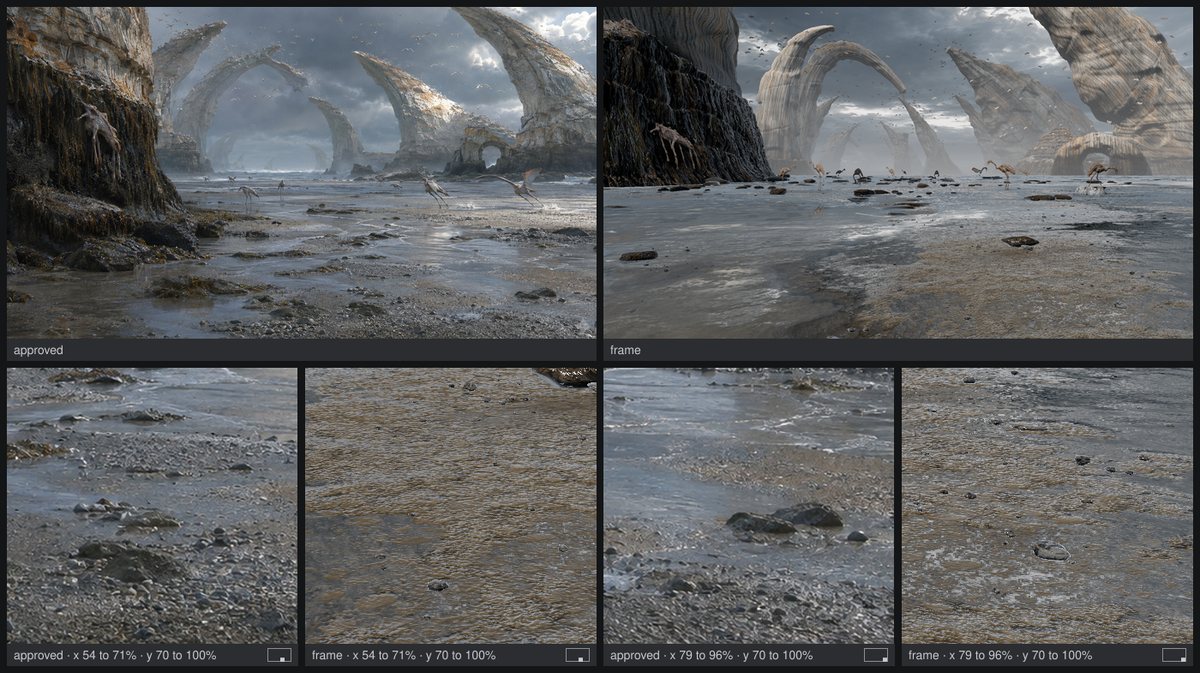 approved
frame
approved · x 54 to 71% · y 70 to 100%
frame · x 54 to 71% · y 70 to 100%
approved · x 79 to 96% · y 70 to 100%
frame · x 79 to 96% · y 70 to 100%